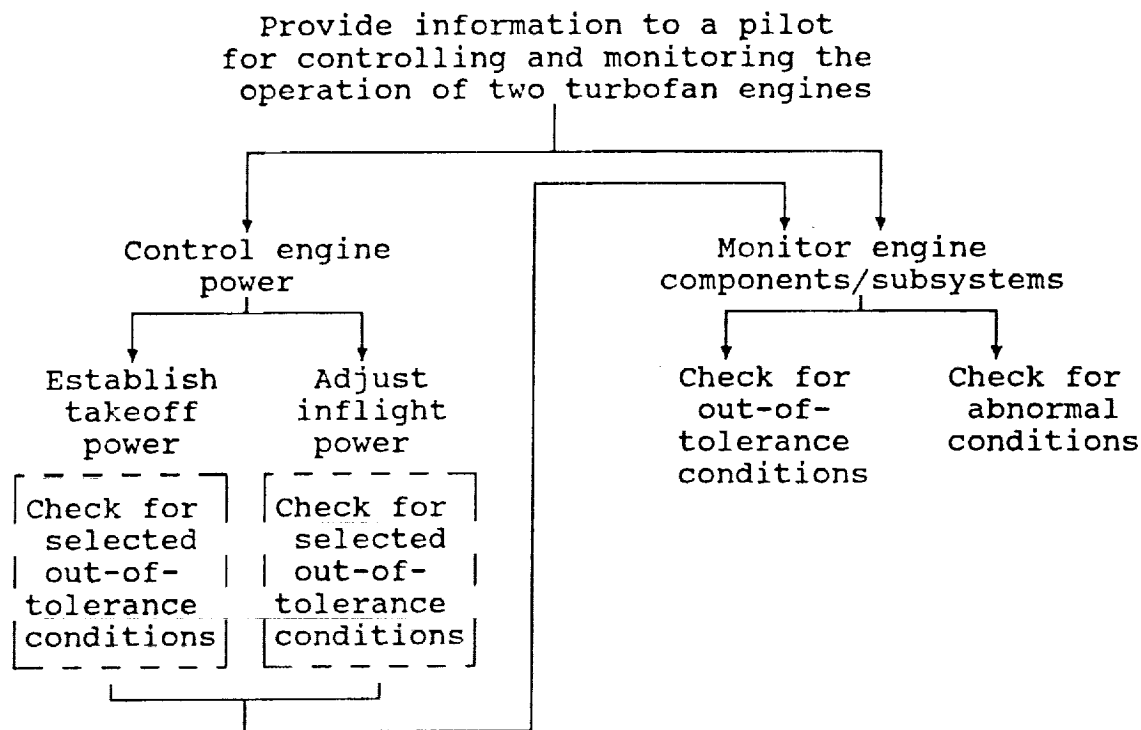 Provide information to a pilot
for controlling and monitoring the
operation of two turbofan engines
Control engine
power
Monitor engine
components/subsystems
Establish
takeoff
power
Adjust
inflight
power
Check for
out-of-
tolerance
conditions
Check for
abnormal
conditions
Check for
selected
out-of-
tolerance
conditions
Check for
selected
out-of-
tolerance
conditions